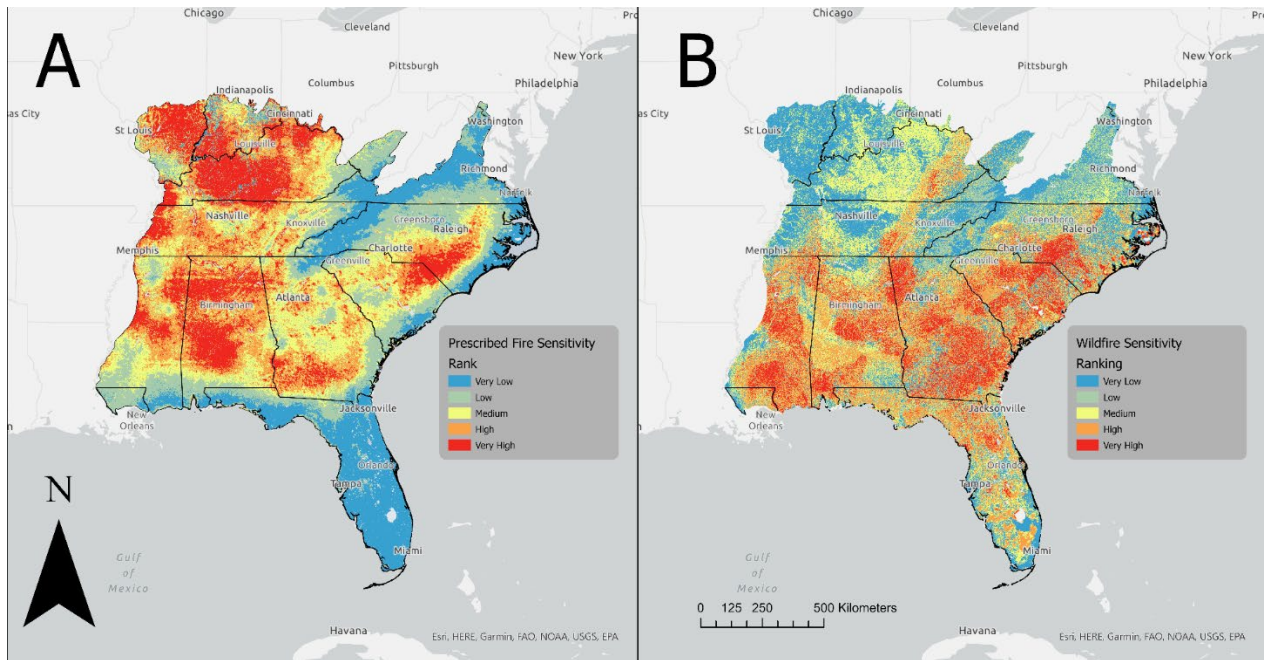 A
Chicago
Cleveland
New York
Pittsburgh
Philadelphia
Columbus
Indianapolis
Cincinnati
Washington
St Louis
Louisville
as City
Richmond
Norfolk
Nashville
Knoxville
Greensboro
Raleigh
Memphis
Charlotte
Greenville
Birmingham
Atlanta
Prescribed Fire Sensitivity
Rank
Very Low
Low
Medium
High
Very High
Jacksonville
New
Orleans
Orlando
Tampa
Miami
N
Gulf
of
Mexico
Havana
Esri, HERE, Garmin, FAO, NOAA, USGS, EPA
B
Chicago
Cleveland
New York
Pittsburgh
Philadelphia
Columbus
Indianapolis
Cincinnati
Washington
St Louis
Louisville
as City
Richmond
Norfolk
Nashville
Knoxville
Greensboro
Raleigh
Memphis
Charlotte
Greenville
Birmingham
Atlanta
Wildfire Sensitivity
Ranking
Very Low
Low
Medium
High
Very High
Jacksonville
New
Orleans
Orlando
Tampa
Miami
Gulf
of
Mexico
0 125 250 500 Kilometers
Havana
Esri, HERE, Garmin, FAO, NOAA, USGS, EPA